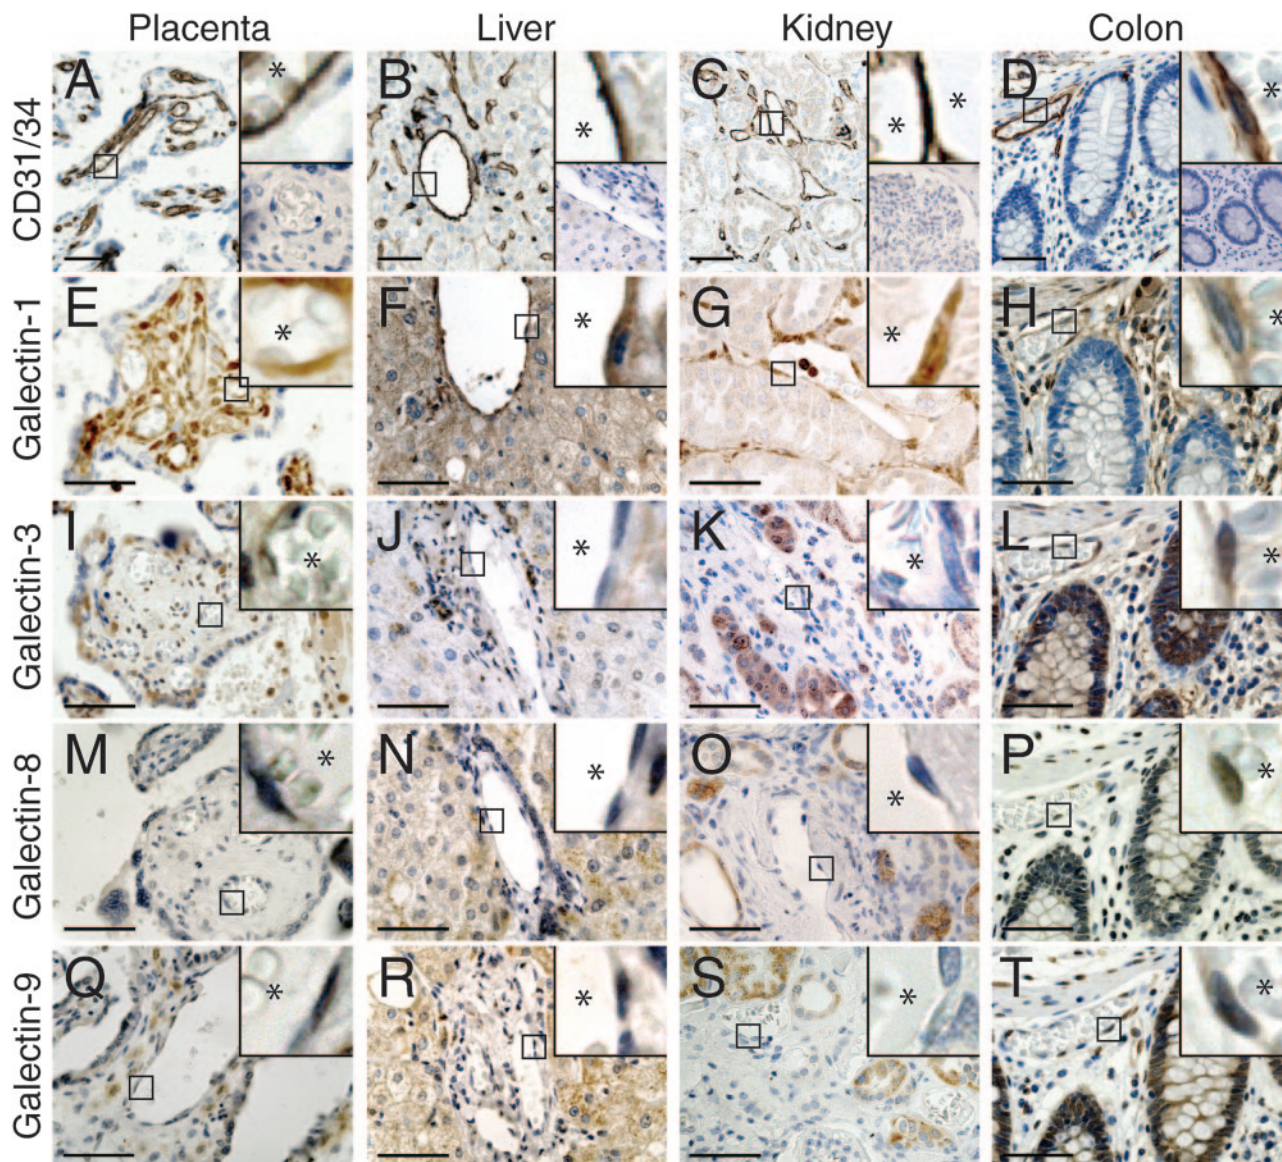 Placenta Liver Kidney Colon
CD31/34
A * B * C * * D *
Galectin-1
E * F * G * H *
Galectin-3
I * J * K * L *
Galectin-8
M * N * O * P *
Galectin-9
Q * R * S * T *